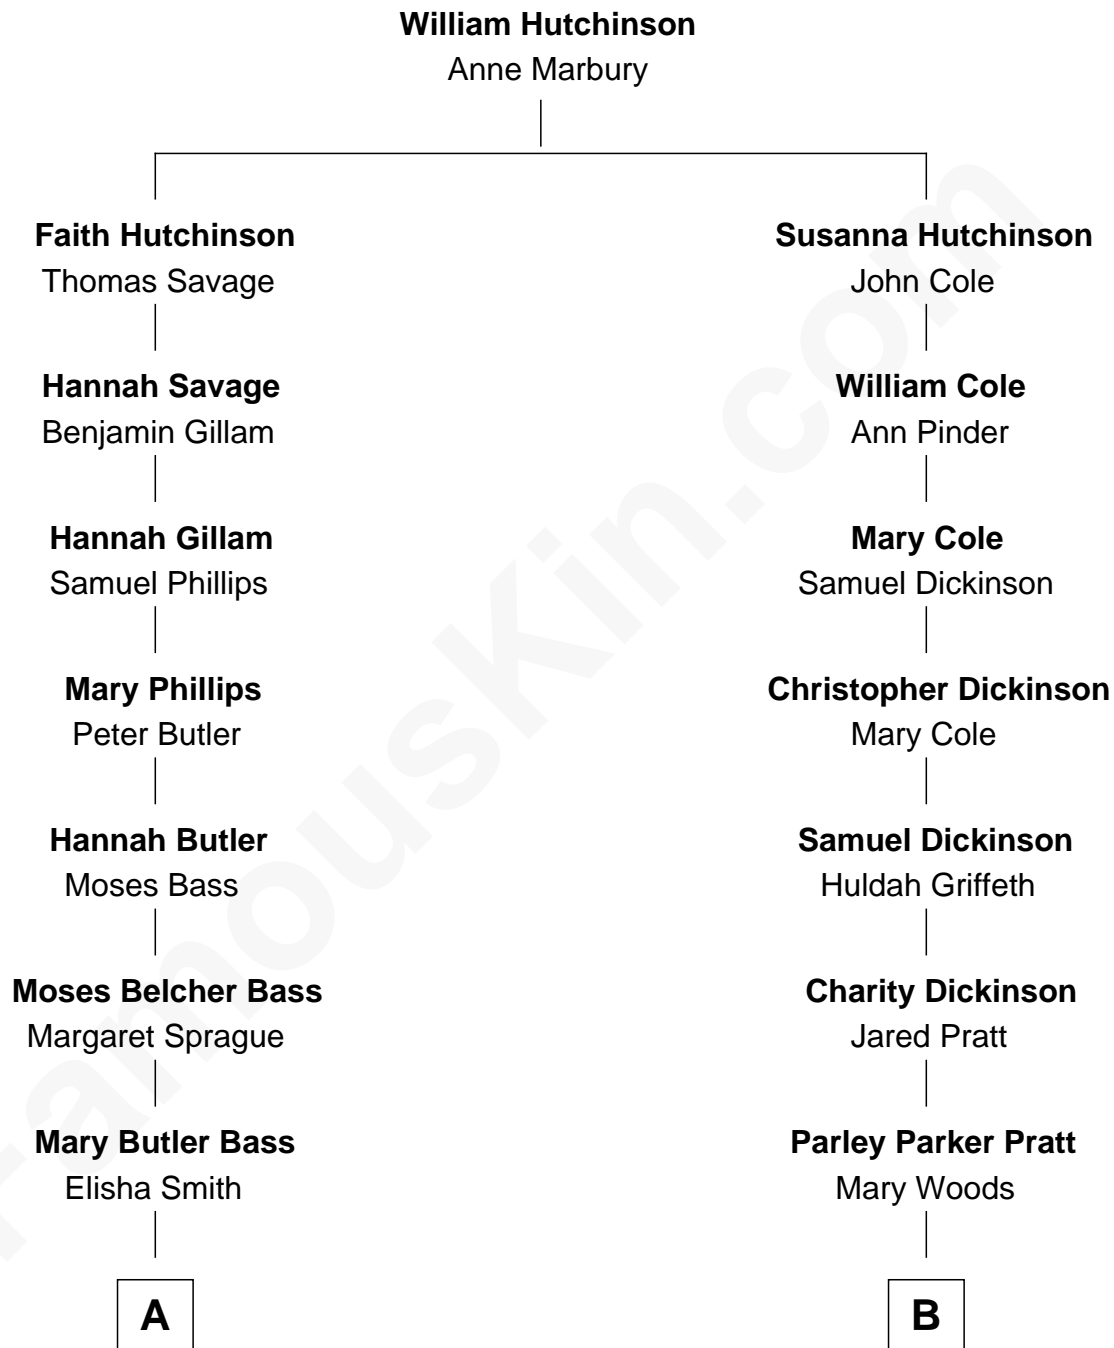 William Hutchinson
Anne Marbury
Faith Hutchinson
Thomas Savage
Susanna Hutchinson
John Cole
Hannah Savage
Benjamin Gillam
William Cole
Ann Pinder
Hannah Gillam
Samuel Phillips
Mary Cole
Samuel Dickinson
Mary Phillips
Peter Butler
Christopher Dickinson
Mary Cole
Hannah Butler
Moses Bass
Samuel Dickinson
Huldah Griffeth
Moses Belcher Bass
Margaret Sprague
Charity Dickinson
Jared Pratt
Mary Butler Bass
Elisha Smith
Parley Parker Pratt
Mary Woods
A
B
FamousKin.com